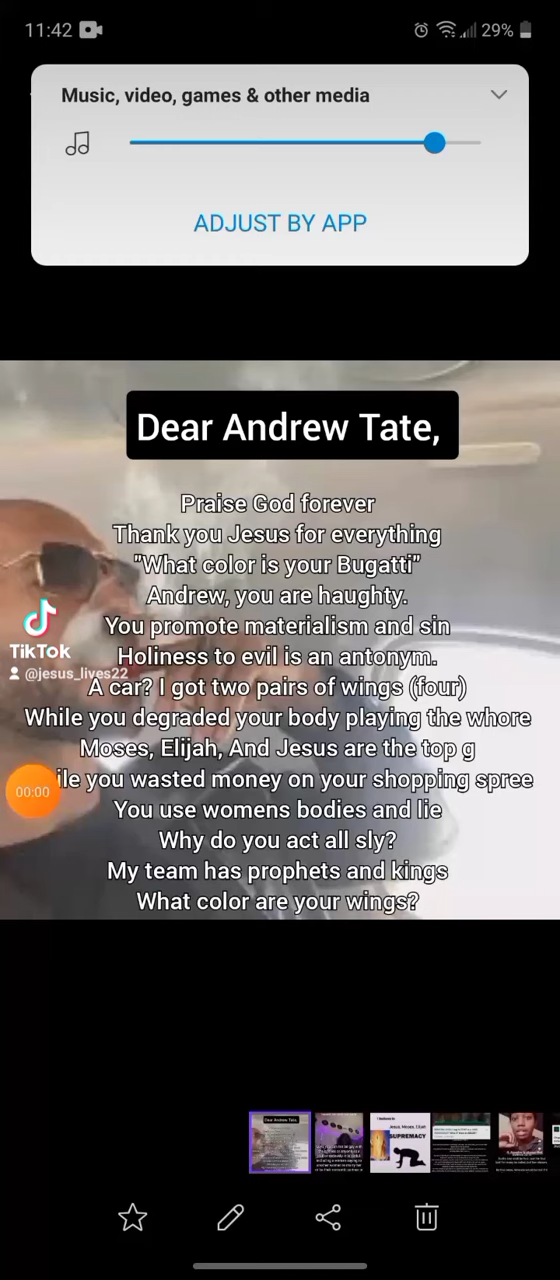 11:42
29%
Music, video, games & other media
ADJUST BY APP
Dear Andrew Tate,
Praise God forever
Thank you Jesus for everything
"What color is your Bugatti"
Andrew, you are haughty.
You promote materialism and sin
Holiness to evil is an antonym.
A car? I got two pairs of wings (four)
While you degraded your body playing the whore
Moses, Elijah, And Jesus are the top g
ile you wasted money on your shopping spree
You use womens bodies and lie
Why do you act all sly?
My team has prophets and kings
What color are your wings?
TikTok
@jesus_lives22
00:00
Dear Andrew Tate,
Jesus, Moses, Elijah
SUPREMACY